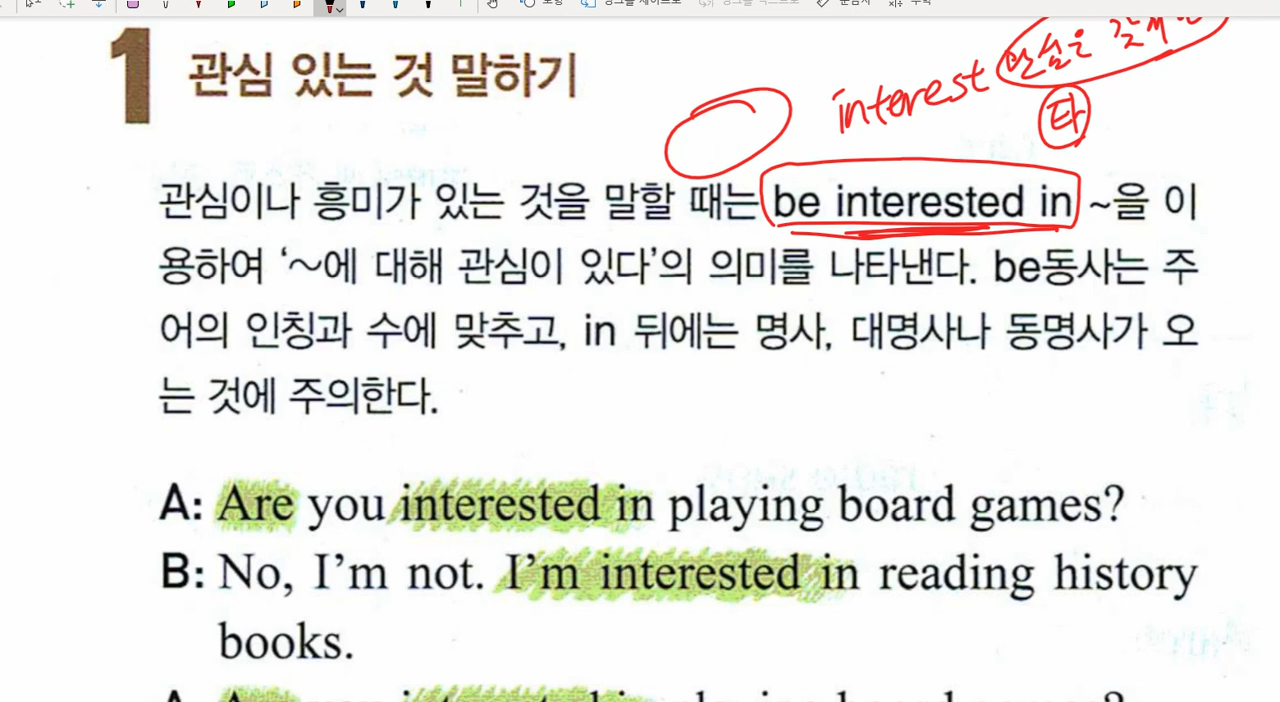 1 관심 있는 것 말하기
interest
타
관심이나 흥미가 있는 것을 말할 때는 be interested in ~을 이
용하여 ‘~에 대해 관심이 있다’의 의미를 나타낸다. be동사는 주
어의 인칭과 수에 맞추고, in 뒤에는 명사, 대명사나 동명사가 오
는 것에 주의한다.
A: Are you interested in playing board games?
B: No, I’m not. I’m interested in reading history
books.